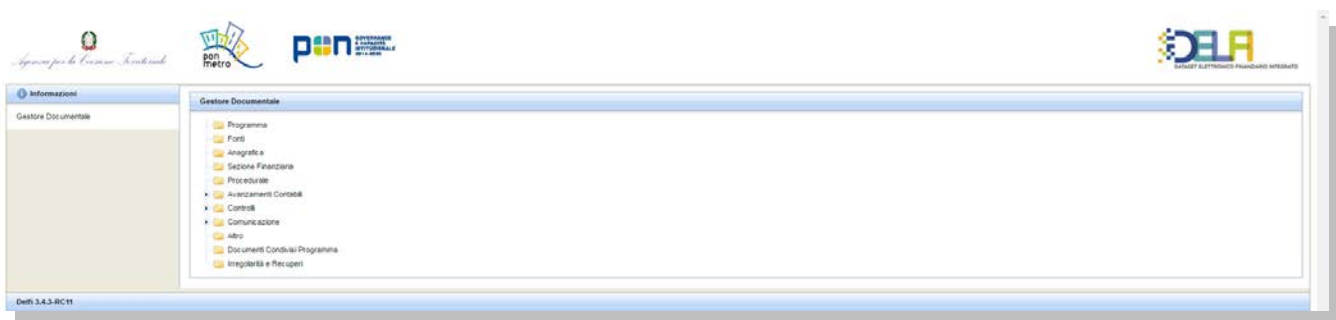 Agenzia per la Coesione Territoriale
pon
metro
pon GOVERNANCE
E CAPACITÀ
ISTITUZIONALE
2014-2020
DELFI
DATASET ELETTRONICO FINANZIARIO INTEGRATO
Informazioni
Gestore Documentale
Gestore Documentale
Programma
Fonti
Anagrafica
Sezione Finanziaria
Procedurale
Avanzamenti Contabili
Controlli
Comunicazione
Altro
Documenti Condivisi Programma
Irregolarità e Recuperi
Delfi 3.4.3-RC11